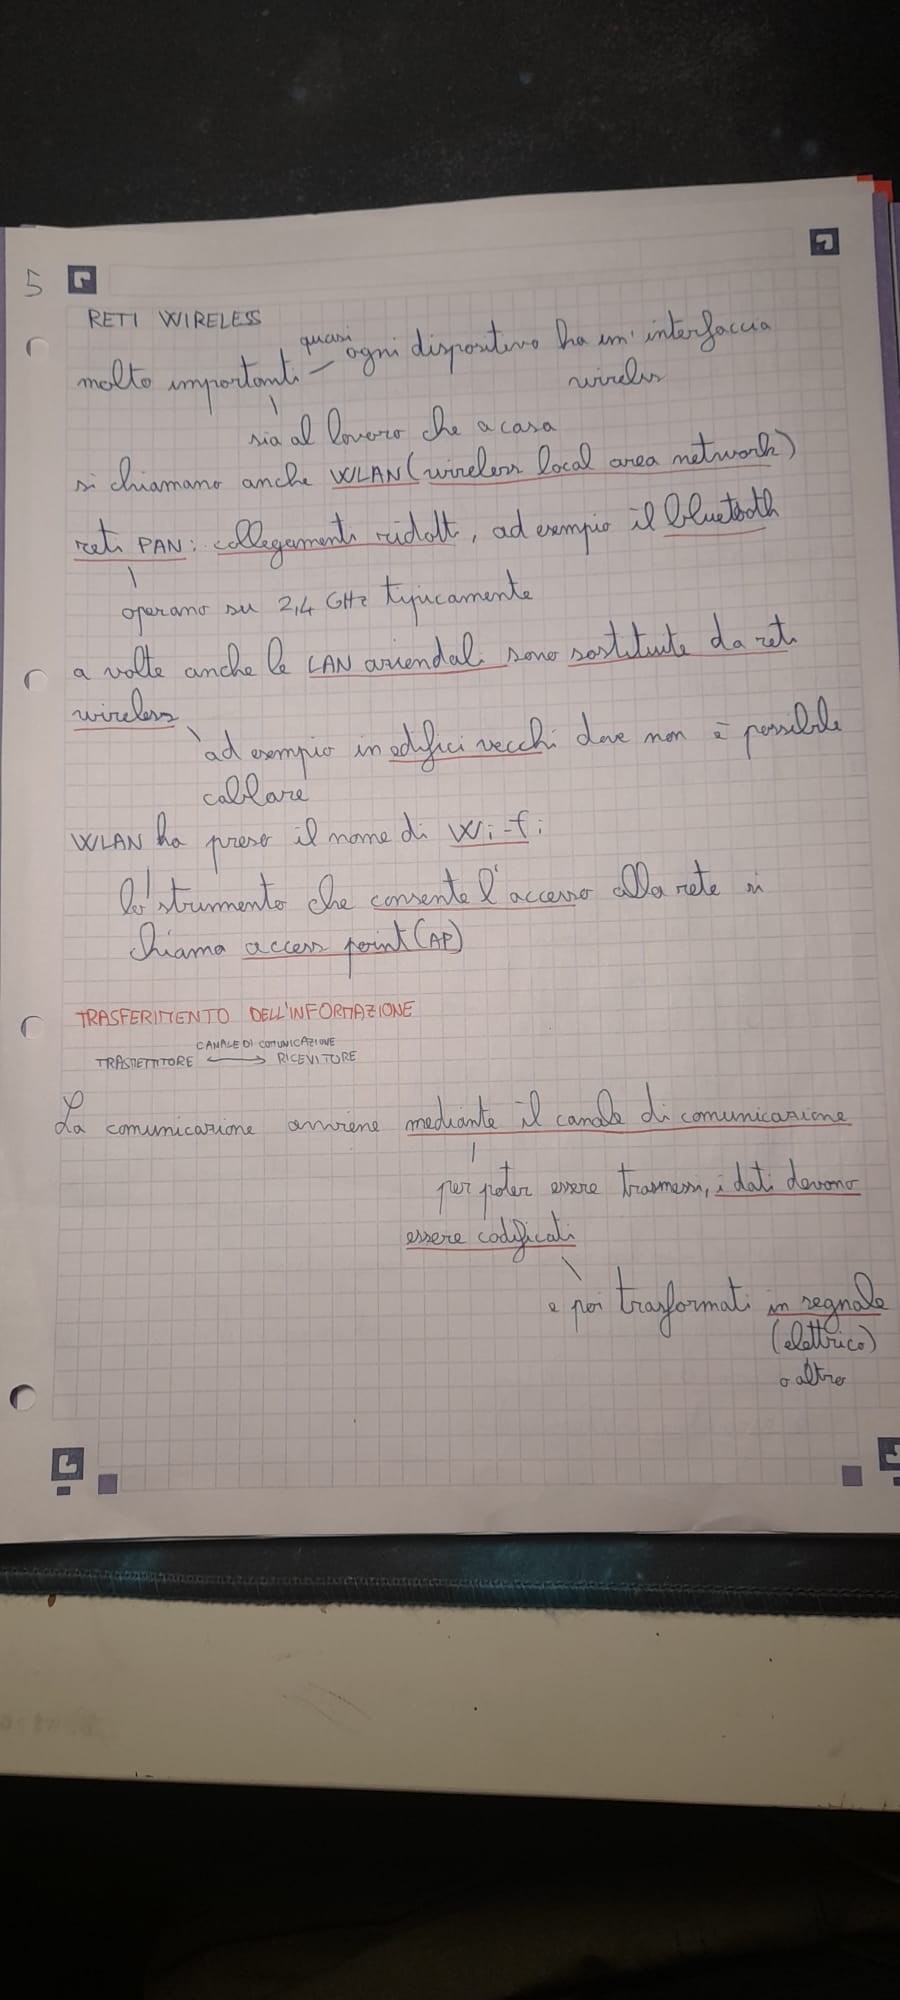 5
RETI WIRELESS
quasi
molto importanti – ogni dispositivo ha un'interfaccia
wireless
sia al lavoro che a casa
si chiamano anche WLAN (wireless local area network)
reti PAN: collegamenti ridotti, ad esempio il bluetooth
operano su 2,4 GHz tipicamente
a volte anche le LAN aziendali sono sostituite da reti
wireless
ad esempio in edifici vecchi dove non è possibile
cablare
WLAN ha preso il nome di Wi-fi
lo strumento che consente l'accesso alla rete si
chiama access point (AP)
TRASFERIMENTO DELL'INFORMAZIONE
CANALE DI COMUNICAZIONE
TRASMETTITORE ⟷ RICEVITORE
La comunicazione avviene mediante il canale di comunicazione
per poter essere trasmessi, i dati devono
essere codificati
e poi trasformati in segnale
(elettrico)
o altro